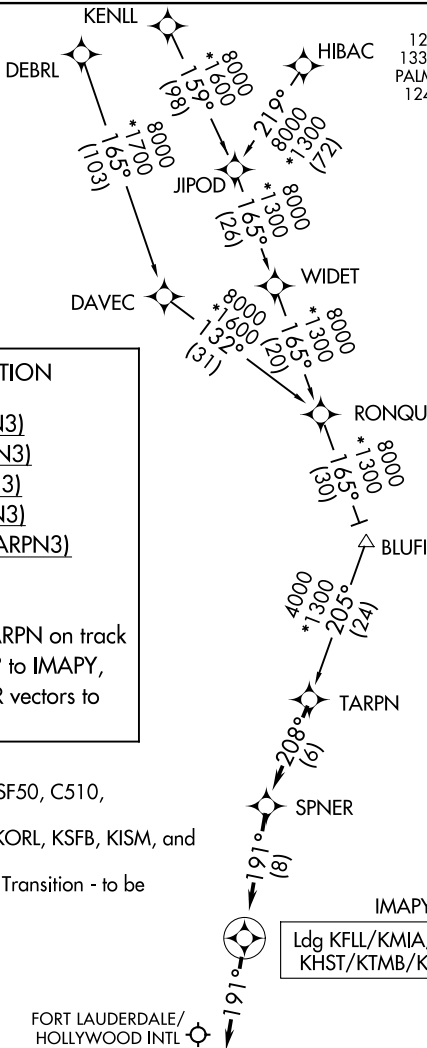 KENLL
DEBRL
HIBAC
12
133
PALM
124
8000
*1600
159°
(98)
219°
8000
*1300
(72)
8000
*1700
165°
(103)
JIPOD
8000
*1300
165°
(26)
DAVEC
WIDET
8000
*1600
132°
(31)
8000
*1300
165°
(20)
RONQU
8000
*1300
165°
(30)
BLUFI
TION
N3)
N3)
3)
N3)
ARPN3)
4000
*1300
205°
(24)
ARPN on track
° to IMAPY,
R vectors to
TARPN
208°
(6)
SF50, C510,
SPNER
KORL, KSFB, KISM, and
191°
(8)
Transition - to be
IMAPY
Ldg KFLL/KMIA/
KHST/KTMB/K
191°
FORT LAUDERDALE/
HOLLYWOOD INTL